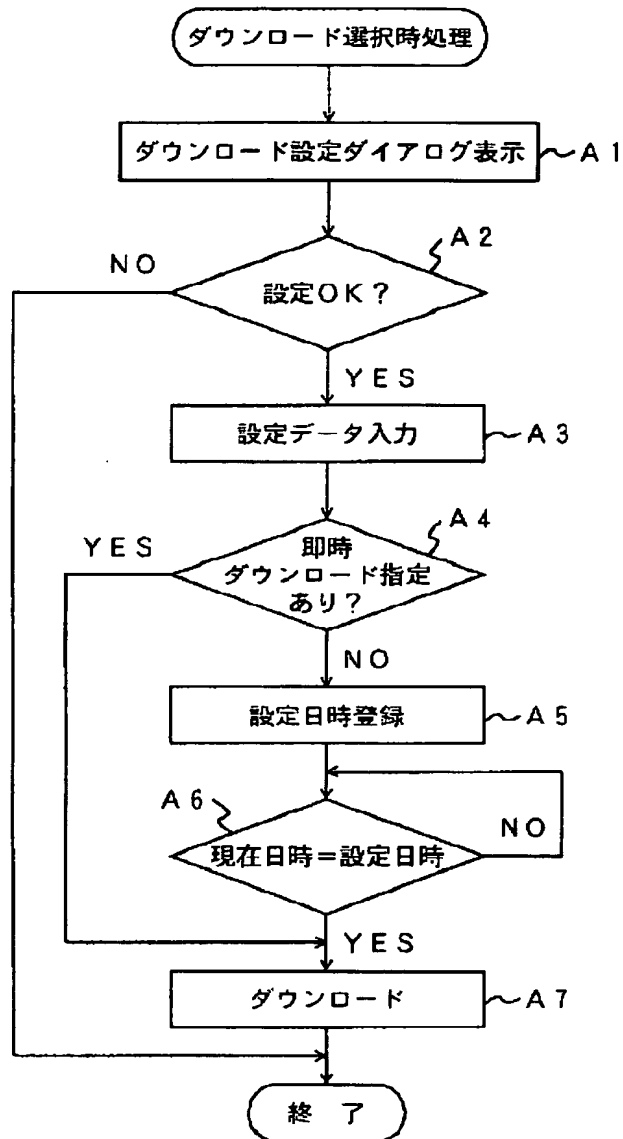 ダウンロード選択時処理
ダウンロード設定ダイアログ表示
A1
A2
NO
設定OK?
YES
設定データ入力
A3
A4
YES
即時
ダウンロード指定
あり?
NO
設定日時登録
A5
A6
NO
現在日時=設定日時
YES
ダウンロード
A7
終了